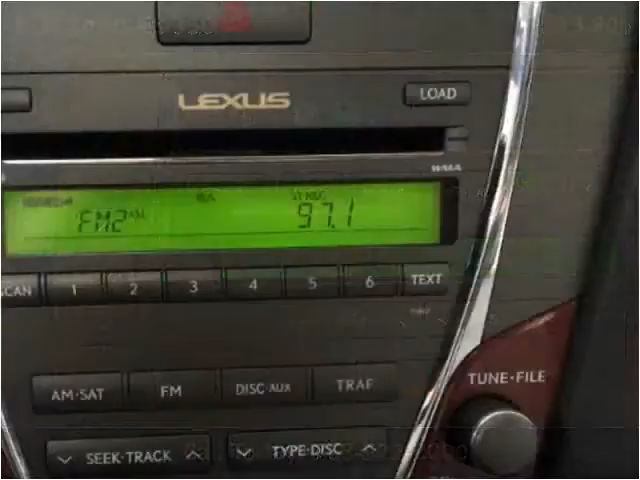 LEXUS
LOAD
WMA
FM2 97.1
SCAN 1 2 3 4 5 6 TEXT
AM·SAT FM DISC·AUX TRAF
TUNE·FILE
SEEK·TRACK TYPE·DISC